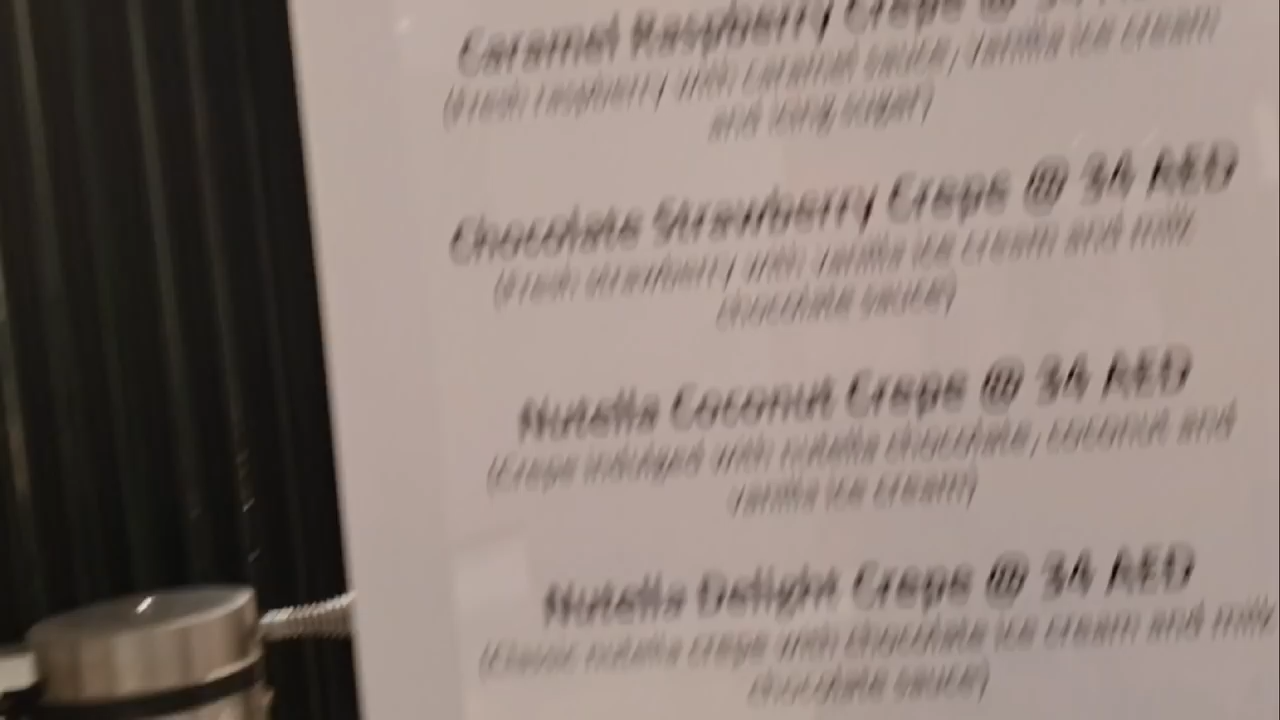 Caramel Raspberry Crepe @ 34
(Fresh raspberry with caramel sauce, vanilla ice cream
and icing sugar)
Chocolate Strawberry Crepe @ 34 AED
(Fresh strawberry with vanilla ice cream and milk
chocolate sauce)
Nutella Coconut Crepe @ 34 AED
(Crepe indulged with nutella chocolate, coconut and
vanilla ice cream)
Nutella Delight Crepe @ 34 AED
(Classic nutella crepe with chocolate ice cream and milk
chocolate sauce)